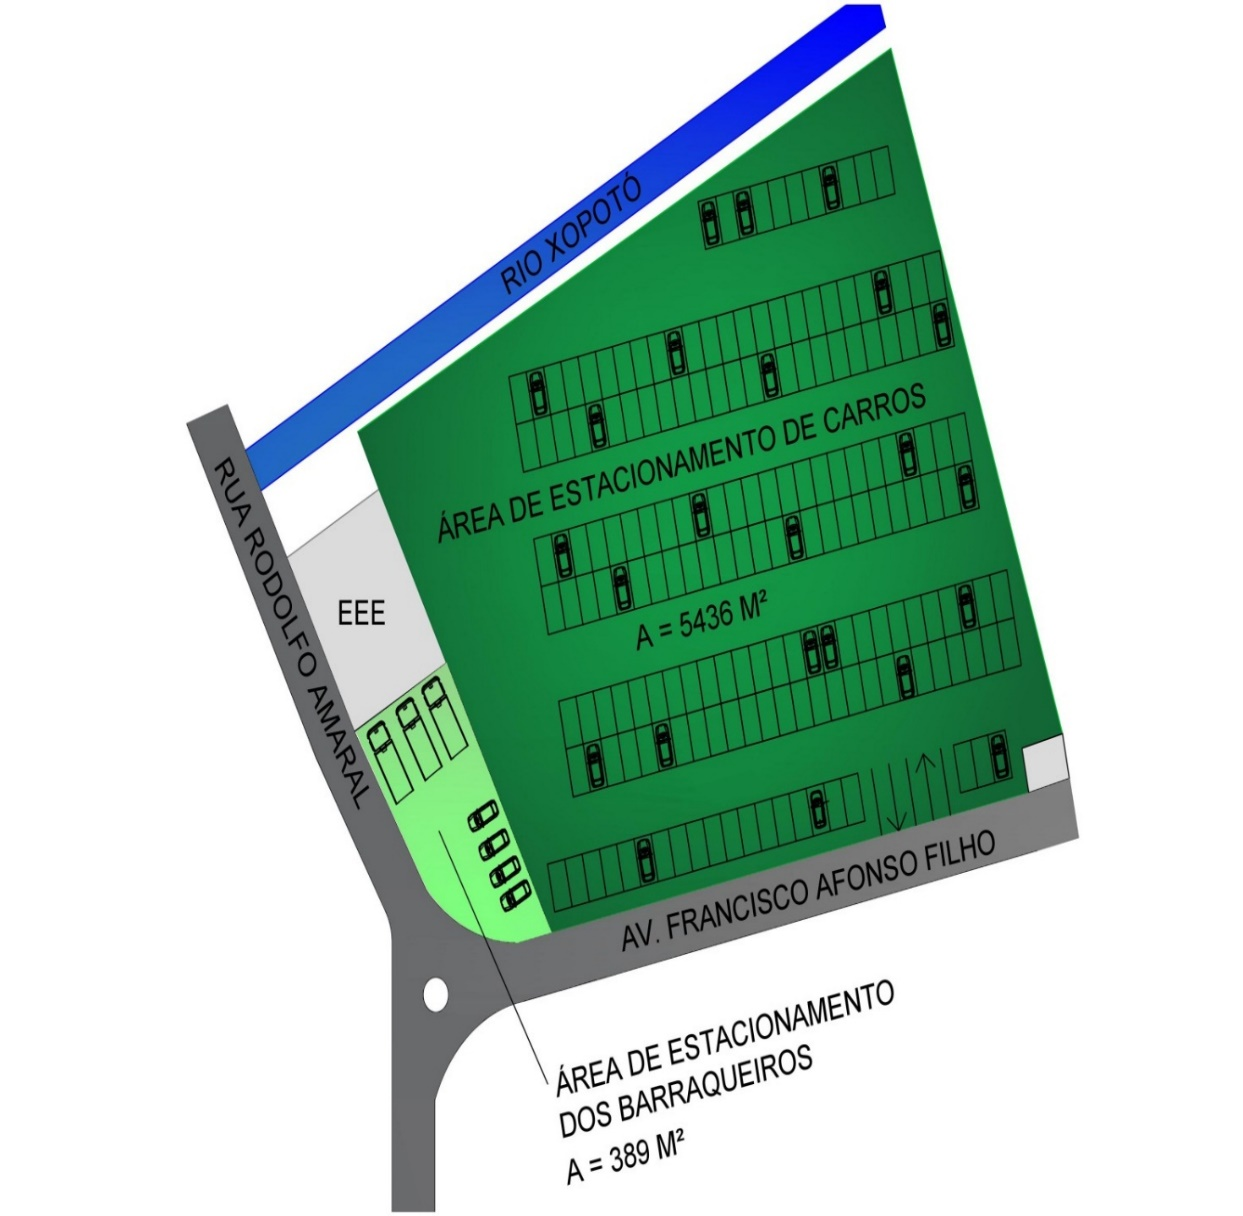 RIO XOPOTÓ
RUA RODOLFO AMARAL
ÁREA DE ESTACIONAMENTO DE CARROS
A = 5436 M²
EEE
AV. FRANCISCO AFONSO FILHO
ÁREA DE ESTACIONAMENTO
DOS BARRAQUEIROS
A = 389 M²